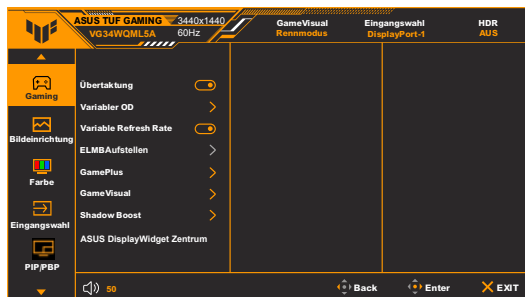 ASUS TUF GAMING
VG34WQML5A
3440x1440
60Hz
GameVisual
Rennmodus
Eingangswahl
DisplayPort-1
HDR
AUS
Gaming
Bildeinrichtung
Farbe
Eingangswahl
PIP/PBP
Übertaktung
Variabler OD
Variable Refresh Rate
ELMBAufstellen
GamePlus
GameVisual
Shadow Boost
ASUS DisplayWidget Zentrum
50
Back
Enter
EXIT